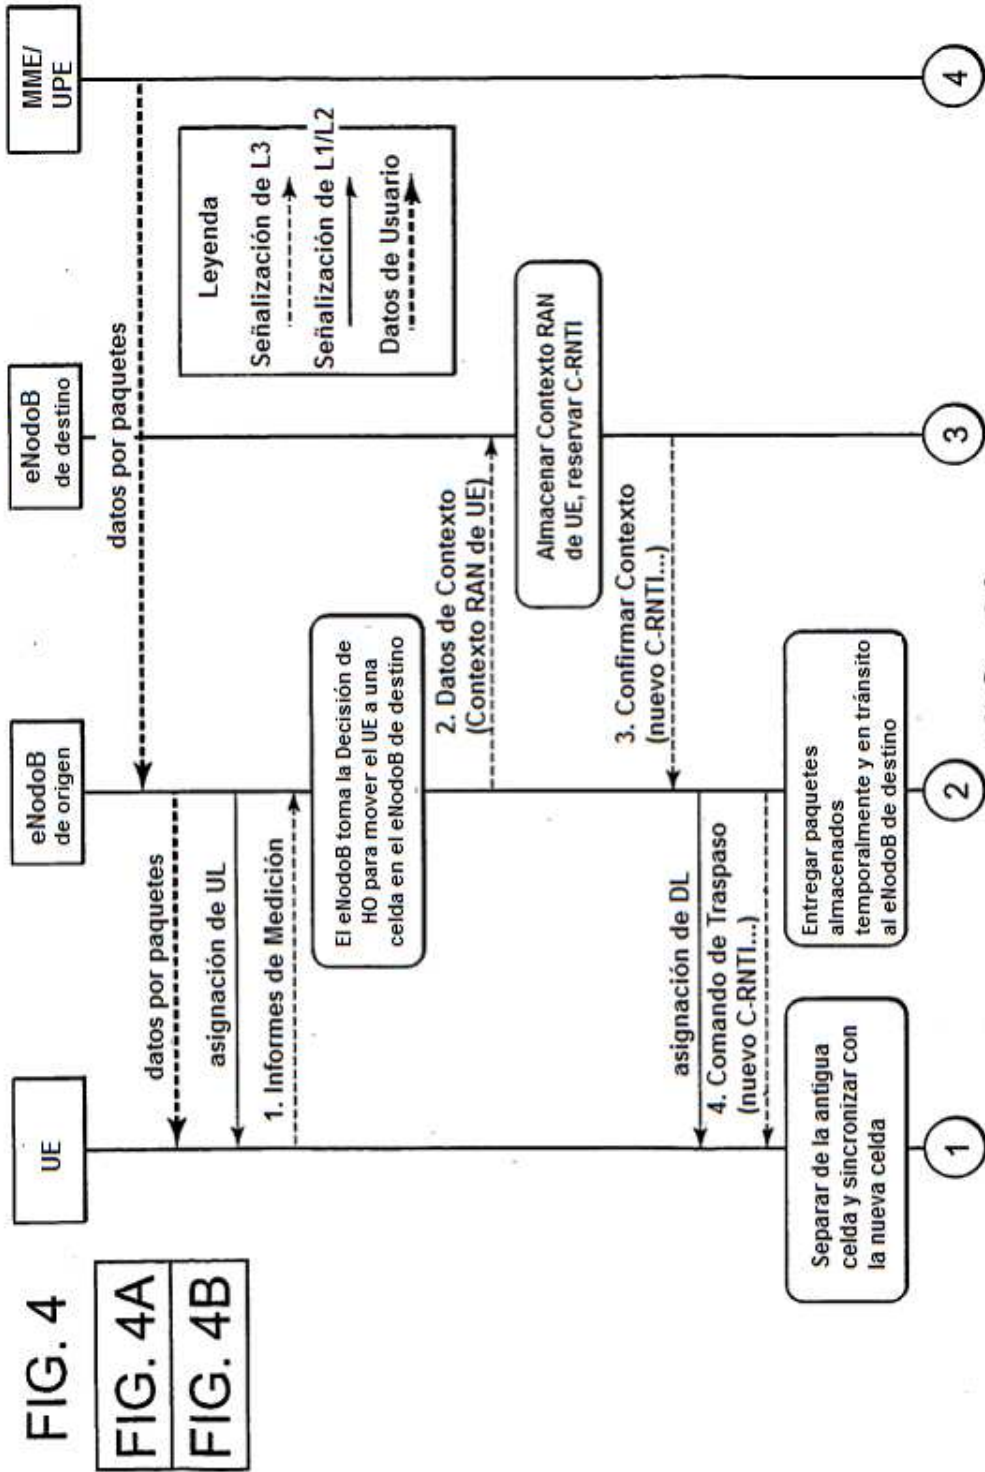 FIG. 4
FIG. 4A
FIG. 4B
UE
eNodoB
de origen
eNodoB
de destino
MME/
UPE
datos por paquetes
datos por paquetes
asignación de UL
1. Informes de Medición
Leyenda
Señalización de L3
Señalización de L1/L2
Datos de Usuario
El eNodoB toma la Decisión de
HO para mover el UE a una
celda en el eNodoB de destino
2. Datos de Contexto
(Contexto RAN de UE)
Almacenar Contexto RAN
de UE, reservar C-RNTI
3. Confirmar Contexto
(nuevo C-RNTI...)
asignación de DL
4. Comando de Traspaso
(nuevo C-RNTI...)
Separar de la antigua
celda y sincronizar con
la nueva celda
Entregar paquetes
almacenados
temporalmente y en tránsito
al eNodoB de destino
1
2
3
4